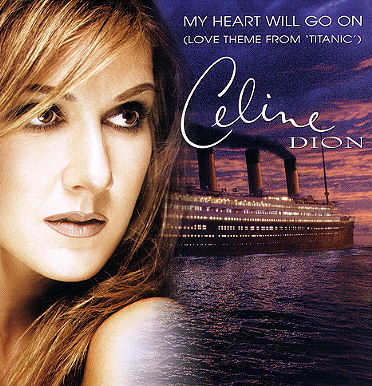 MY HEART WILL GO ON
(LOVE THEME FROM 'TITANIC')
Celine
DION